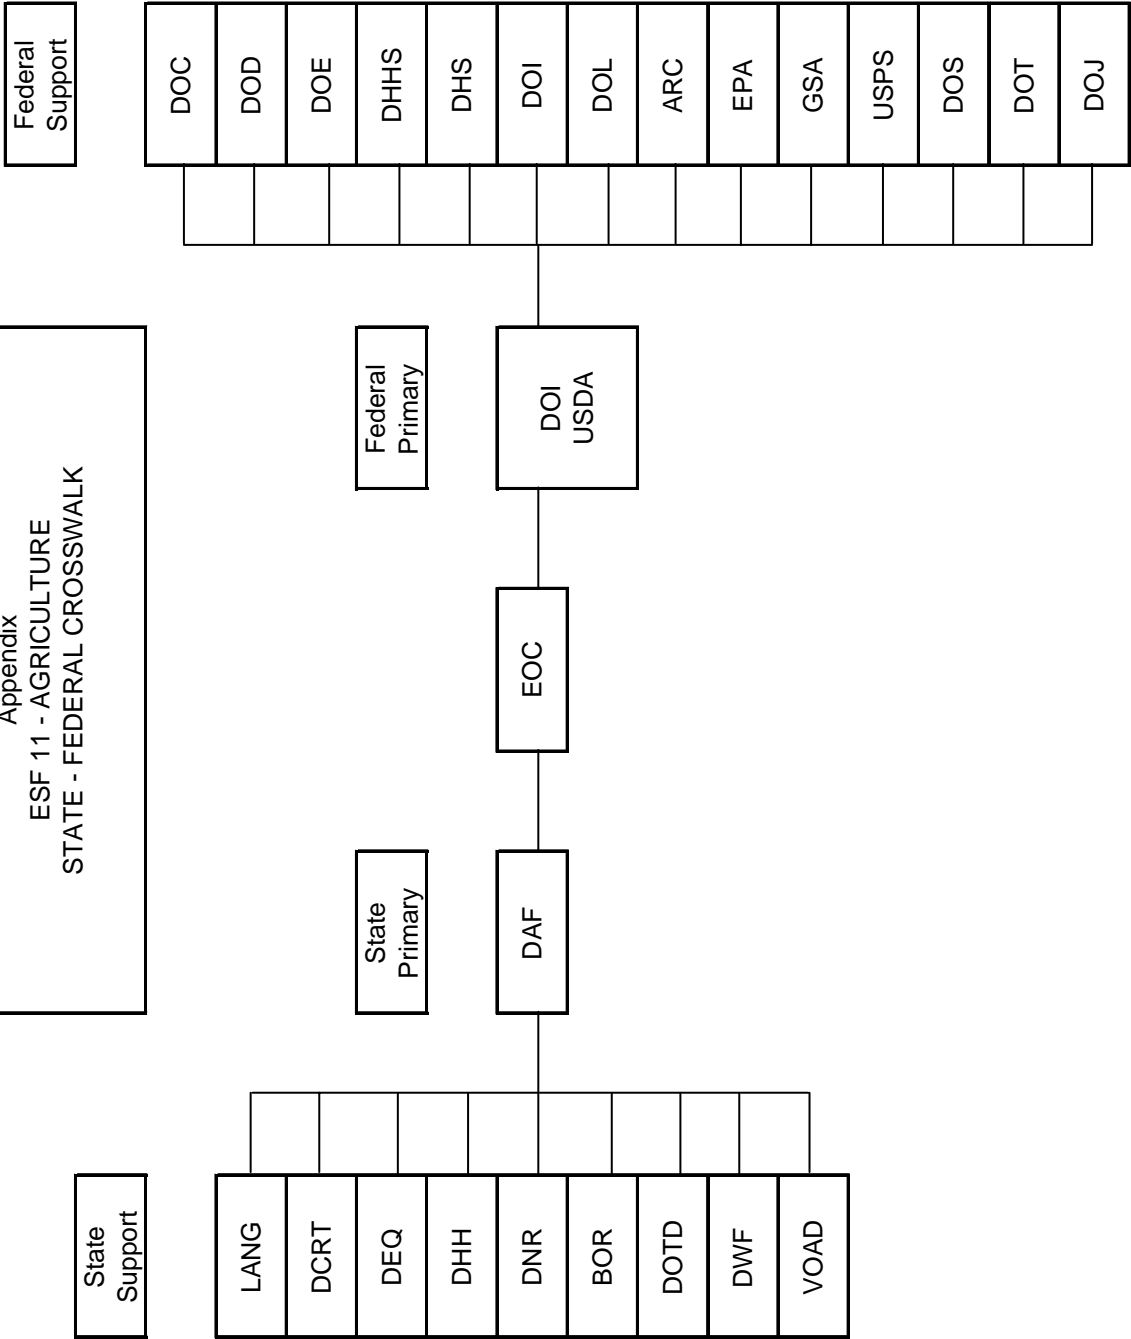 Appendix
ESF 11 - AGRICULTURE
STATE - FEDERAL CROSSWALK
State
Support
State
Primary
Federal
Primary
Federal
Support
LANG
DCRT
DEQ
DHH
DNR
BOR
DOTD
DWF
VOAD
DAF
EOC
DOI
USDA
DOC
DOD
DOE
DHHS
DHS
DOI
DOL
ARC
EPA
GSA
USPS
DOS
DOT
DOJ